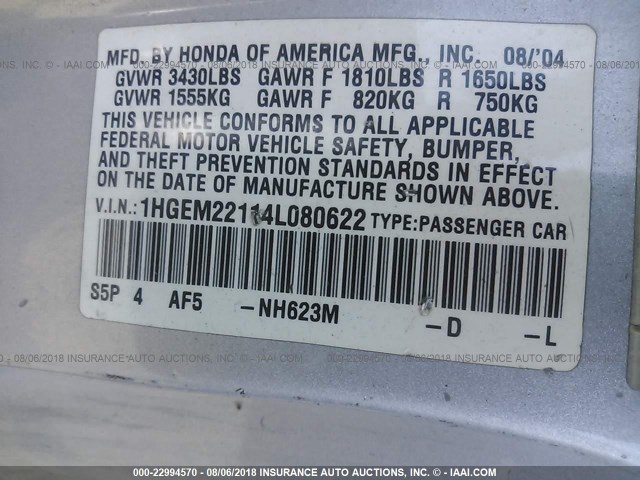 MFD. BY HONDA OF AMERICA MFG., INC. 08/'04
GVWR 3430LBS GAWR F 1810LBS R 1650LBS
GVWR 1555KG GAWR F 820KG R 750KG
THIS VEHICLE CONFORMS TO ALL APPLICABLE
FEDERAL MOTOR VEHICLE SAFETY, BUMPER,
AND THEFT PREVENTION STANDARDS IN EFFECT
ON THE DATE OF MANUFACTURE SHOWN ABOVE.
V.I.N.: 1HGEM22114L080622 TYPE:PASSENGER CAR
S5P 4 AF5 -NH623M -D -L
000-22994570 - 08/06/2018 INSURANCE AUTO AUCTIONS, INC. - © - IAAI.COM